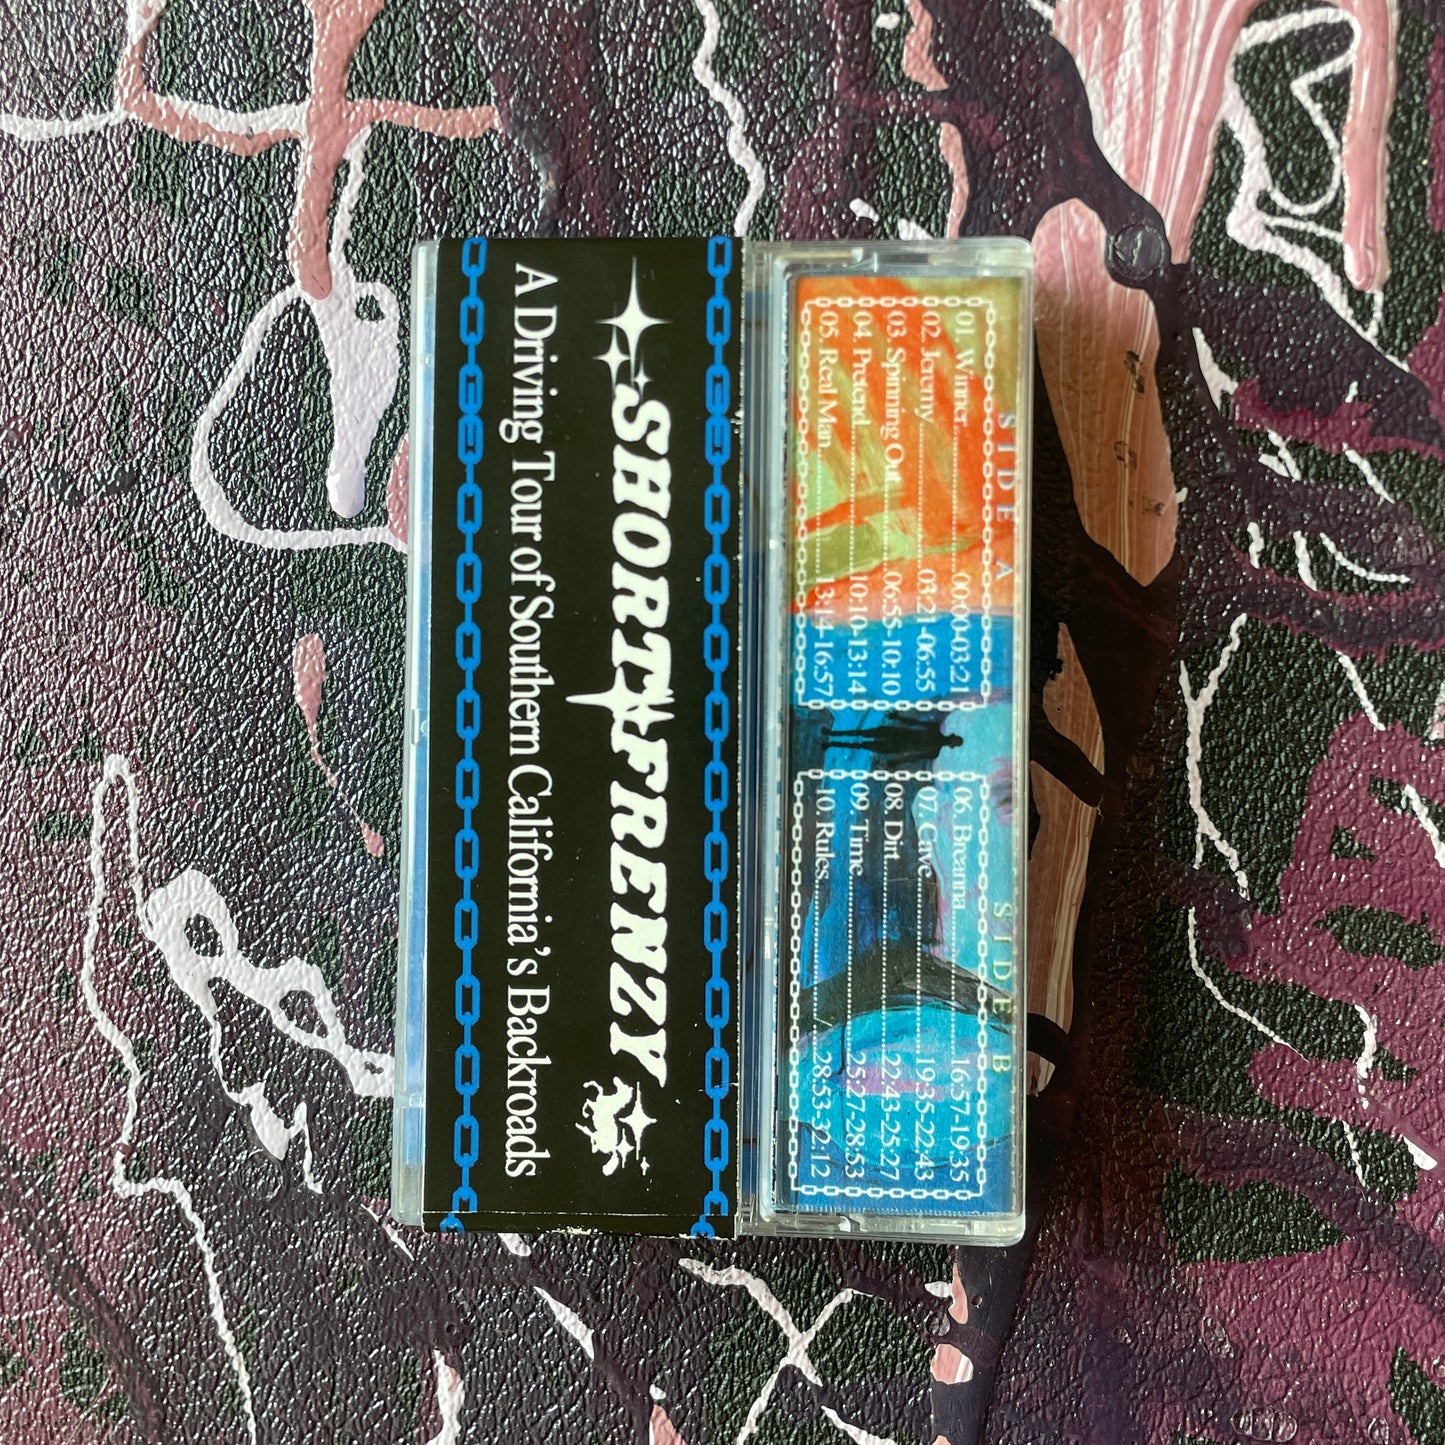 SHORT FRENZY
A Driving Tour of Southern California's Backroads
SIDE A
01. Winner..........00:00-03:21
02. Jeremy..........03:21-06:55
03. Spinning Out..........06:55-10:10
04. Pretend..........10:10-13:14
05. Real Man..........13:14-16:57
SIDE B
06. Breanna..........16:57-19:35
07. Cave..........19:35-22:43
08. Dirt..........22:43-25:27
09. Time..........25:27-28:53
10. Rules..........28:53-32:12